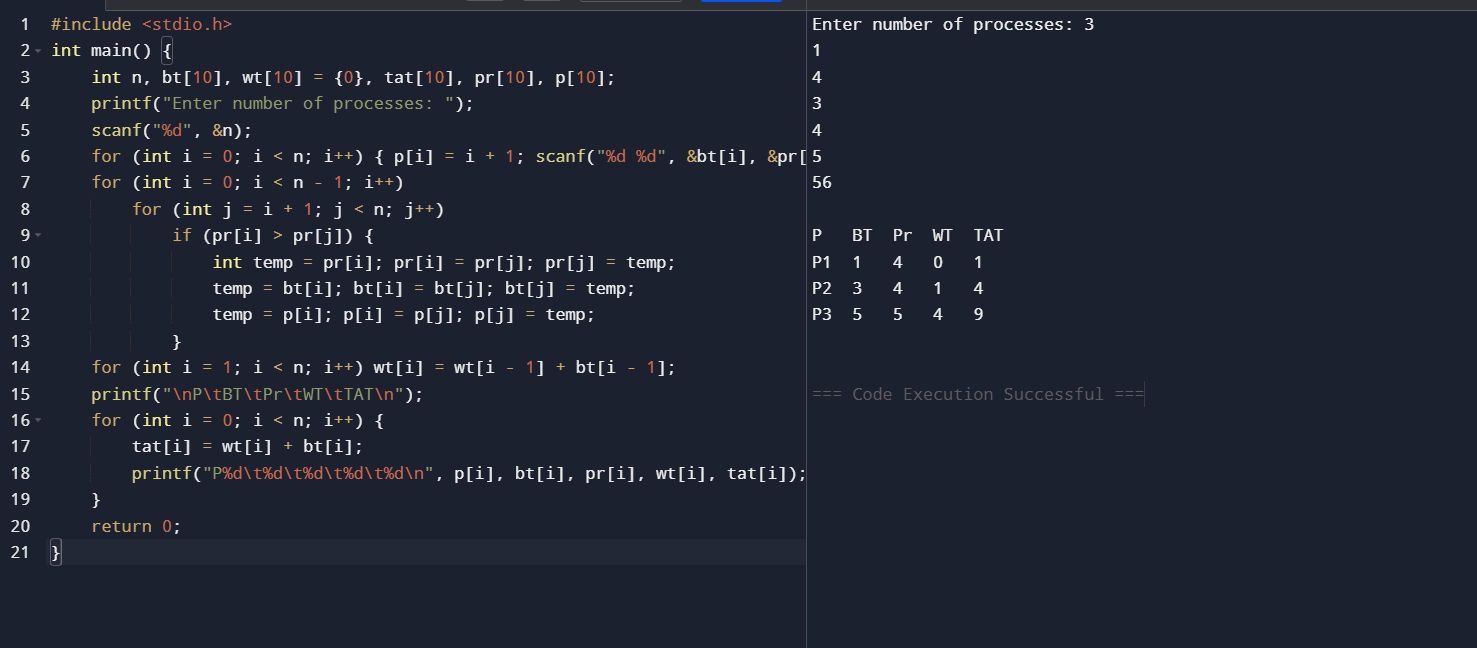 1 #include <stdio.h>
2 int main() {
3 int n, bt[10], wt[10] = {0}, tat[10], pr[10], p[10];
4 printf("Enter number of processes: ");
5 scanf("%d", &n);
6 for (int i = 0; i < n; i++) { p[i] = i + 1; scanf("%d %d", &bt[i], &pr[
7 for (int i = 0; i < n - 1; i++)
8 for (int j = i + 1; j < n; j++)
9 if (pr[i] > pr[j]) {
10 int temp = pr[i]; pr[i] = pr[j]; pr[j] = temp;
11 temp = bt[i]; bt[i] = bt[j]; bt[j] = temp;
12 temp = p[i]; p[i] = p[j]; p[j] = temp;
13 }
14 for (int i = 1; i < n; i++) wt[i] = wt[i - 1] + bt[i - 1];
15 printf("\nP\tBT\tPr\tWT\tTAT\n");
16 for (int i = 0; i < n; i++) {
17 tat[i] = wt[i] + bt[i];
18 printf("P%d\t%d\t%d\t%d\t%d\n", p[i], bt[i], pr[i], wt[i], tat[i]);
19 }
20 return 0;
21 }
Enter number of processes: 3
1
4
3
4
5
56
P BT Pr WT TAT
P1 1 4 0 1
P2 3 4 1 4
P3 5 5 4 9
=== Code Execution Successful ===